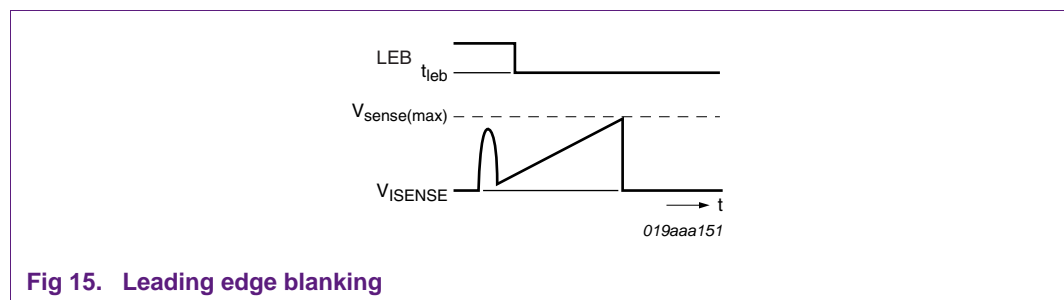 LEB
tleb
Vsense(max)
VISENSE
t
019aaa151
Fig 15. Leading edge blanking